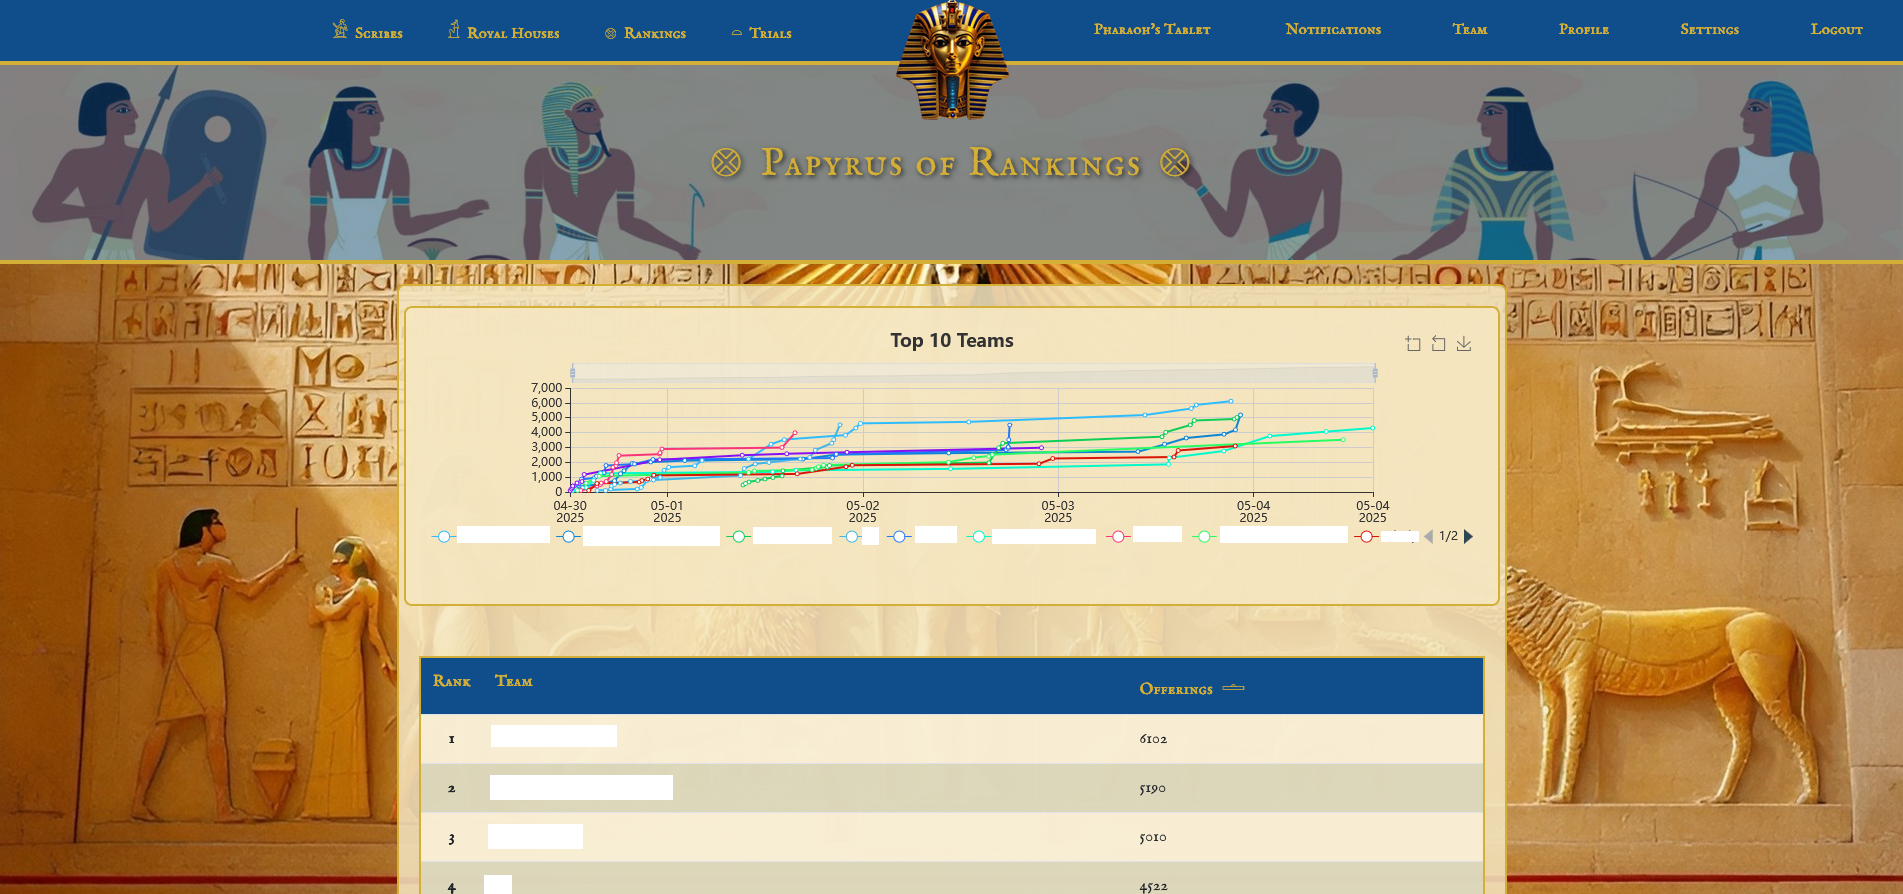 Scribes Royal Houses Rankings Trials Pharaoh's Tablet Notifications Team Profile Settings Logout
Papyrus of Rankings
Top 10 Teams
7,000
6,000
5,000
4,000
3,000
2,000
1,000
0
04-30 05-01 05-02 05-03 05-04 05-04
2025 2025 2025 2025 2025 2025
1/2
Rank Team Offerings
1 6102
2 5190
3 5010
4 4522